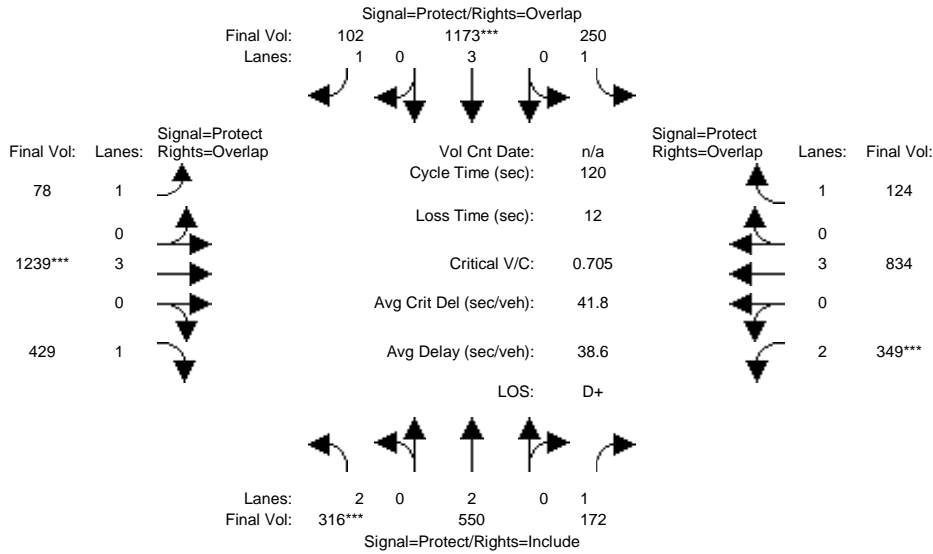 Signal=Protect/Rights=Overlap
Final Vol: 102 1173*** 250
Lanes: 1 0 3 0 1
Signal=Protect
Final Vol: Lanes: Rights=Overlap
Vol Cnt Date: n/a
Signal=Protect
Rights=Overlap Lanes: Final Vol:
Cycle Time (sec): 120
78 1
1 124
Loss Time (sec): 12
0
0
1239*** 3
Critical V/C: 0.705
3 834
0
Avg Crit Del (sec/veh): 41.8
0
429 1
Avg Delay (sec/veh): 38.6
2 349***
LOS: D+
Lanes: 2 0 2 0 1
Final Vol: 316*** 550 172
Signal=Protect/Rights=Include